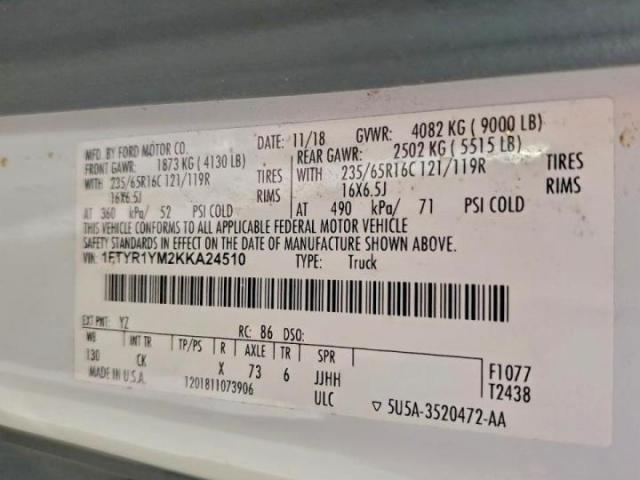 MFD. BY FORD MOTOR CO.
DATE: 11/18 GVWR: 4082 KG ( 9000 LB)
FRONT GAWR: 1873 KG ( 4130 LB)
REAR GAWR: 2502 KG ( 5515 LB)
WITH 235/65R16C 121/119R TIRES
WITH 235/65R16C 121/119R TIRES
16X6.5J RIMS
16X6.5J RIMS
AT 360 kPa/ 52 PSI COLD
AT 490 kPa/ 71 PSI COLD
THIS VEHICLE CONFORMS TO ALL APPLICABLE FEDERAL MOTOR VEHICLE
SAFETY STANDARDS IN EFFECT ON THE DATE OF MANUFACTURE SHOWN ABOVE.
VIN: 1FTYR1YM2KKA24510 TYPE: Truck
EXT PNT: YZ RC: 86 DSO:
WB INT TR TP/PS R AXLE TR SPR
130 CK X 73 6 JJHH F1077
MADE IN U.S.A. 1201811073906 ULC T2438
5U5A-3520472-AA